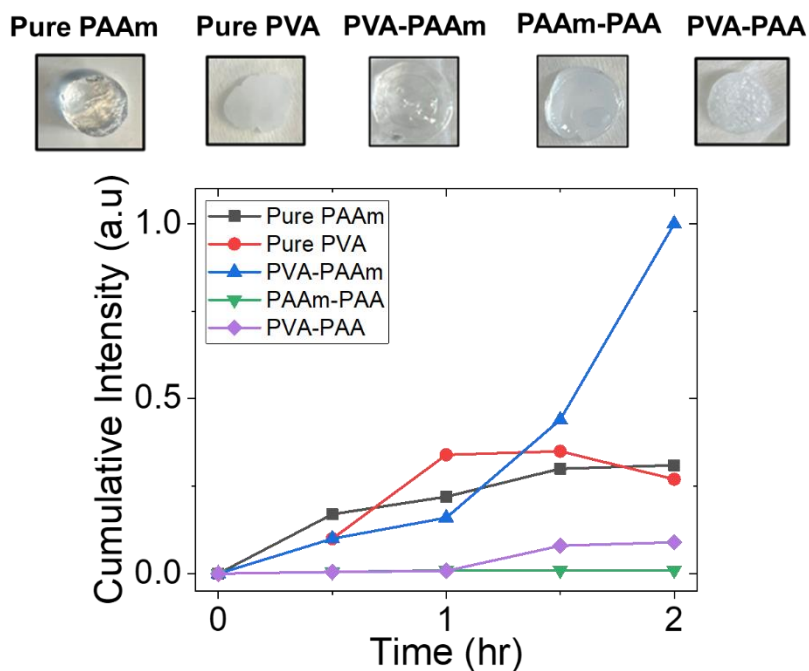 Pure PAAm Pure PVA PVA-PAAm PAAm-PAA PVA-PAA
Cumulative Intensity (a.u)
1.0
0.5
0.0
Pure PAAm
Pure PVA
PVA-PAAm
PAAm-PAA
PVA-PAA
0 1 2
Time (hr)